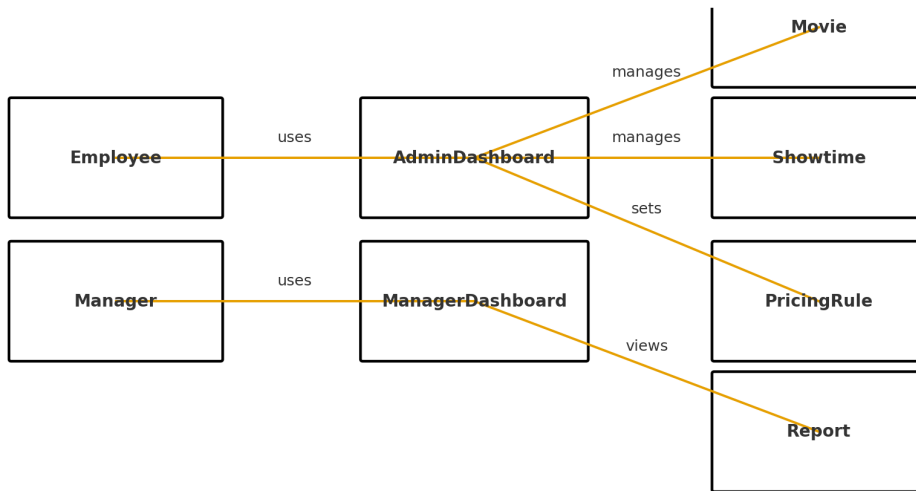 Movie
manages
Employee
uses
AdminDashboard
manages
Showtime
sets
Manager
uses
ManagerDashboard
PricingRule
views
Report